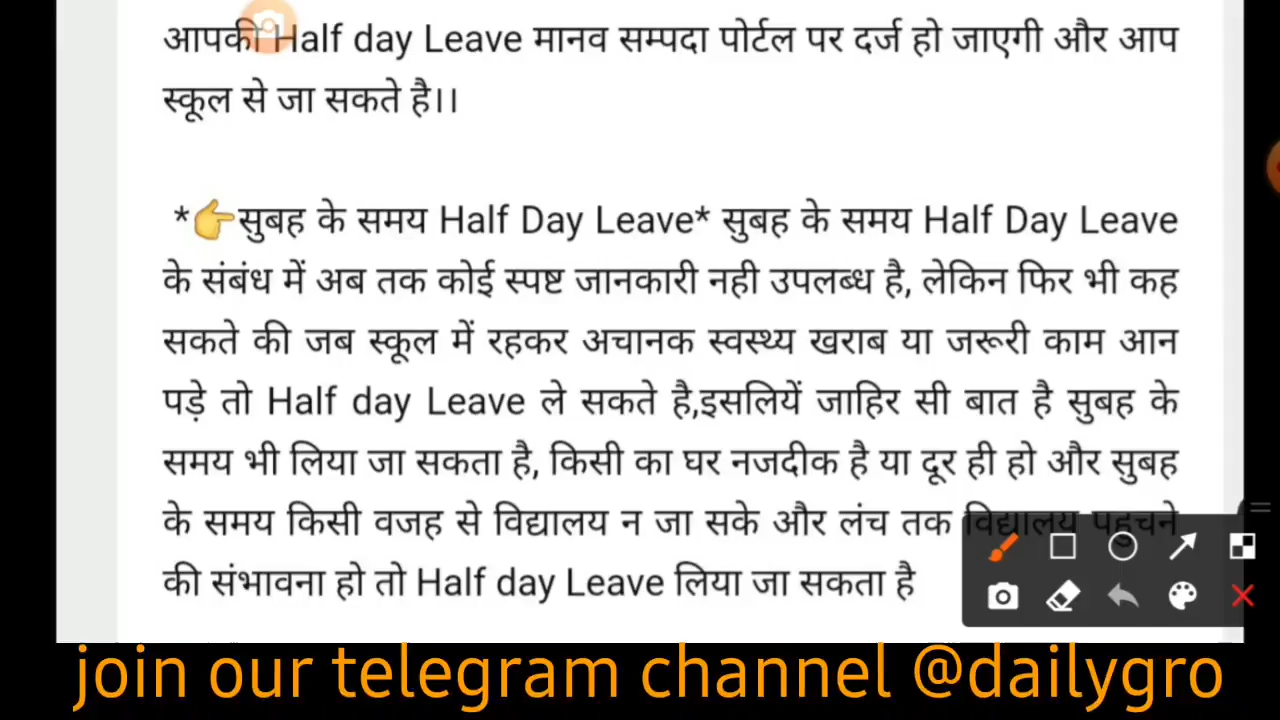 आपकी Half day Leave मानव सम्पदा पोर्टल पर दर्ज हो जाएगी और आप
स्कूल से जा सकते है।।
*👉सुबह के समय Half Day Leave* सुबह के समय Half Day Leave
के संबंध में अब तक कोई स्पष्ट जानकारी नही उपलब्ध है, लेकिन फिर भी कह
सकते की जब स्कूल में रहकर अचानक स्वस्थ्य खराब या जरूरी काम आन
पड़े तो Half day Leave ले सकते है,इसलियें जाहिर सी बात है सुबह के
समय भी लिया जा सकता है, किसी का घर नजदीक है या दूर ही हो और सुबह
के समय किसी वजह से विद्यालय न जा सके और लंच तक विद्यालय पहुचने
की संभावना हो तो Half day Leave लिया जा सकता है
join our telegram channel @dailygro